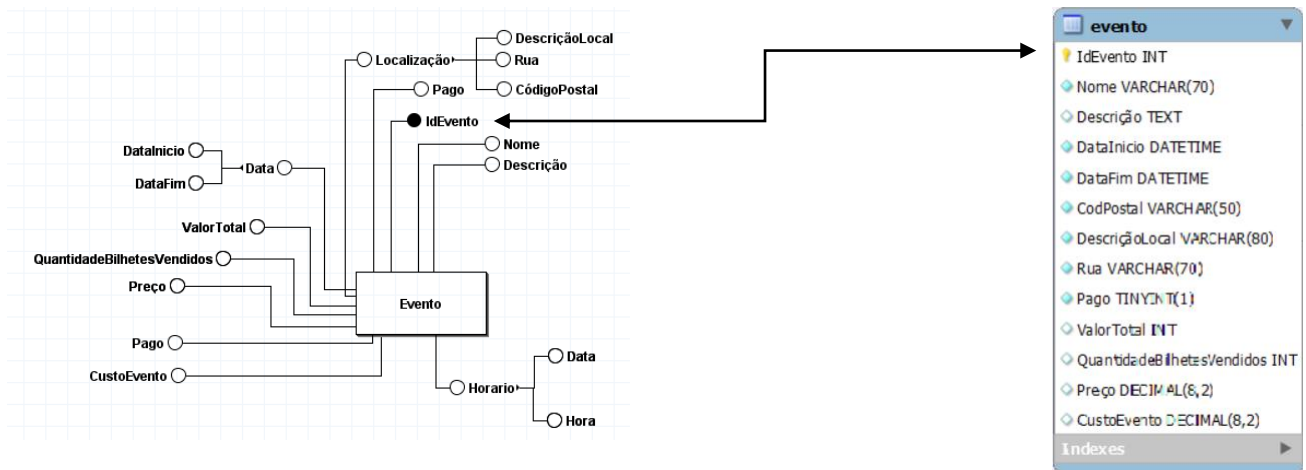 DescriçãoLocal
Localização
Rua
Pago
CódigoPostal
IdEvento
Nome
DataInicio
Descrição
Data
DataFim
ValorTotal
QuantidadeBilhetesVendidos
Preço
Evento
Pago
Data
CustoEvento
Horario
Hora
evento
IdEvento INT
Nome VARCHAR(70)
Descrição TEXT
DataInicio DATETIME
DataFim DATETIME
CodPostal VARCHAR(50)
DescriçãoLocal VARCHAR(80)
Rua VARCHAR(70)
Pago TINYINT(1)
ValorTotal INT
QuantidadeBilhetesVendidos INT
Preço DECIMAL(8,2)
CustoEvento DECIMAL(8,2)
Indexes